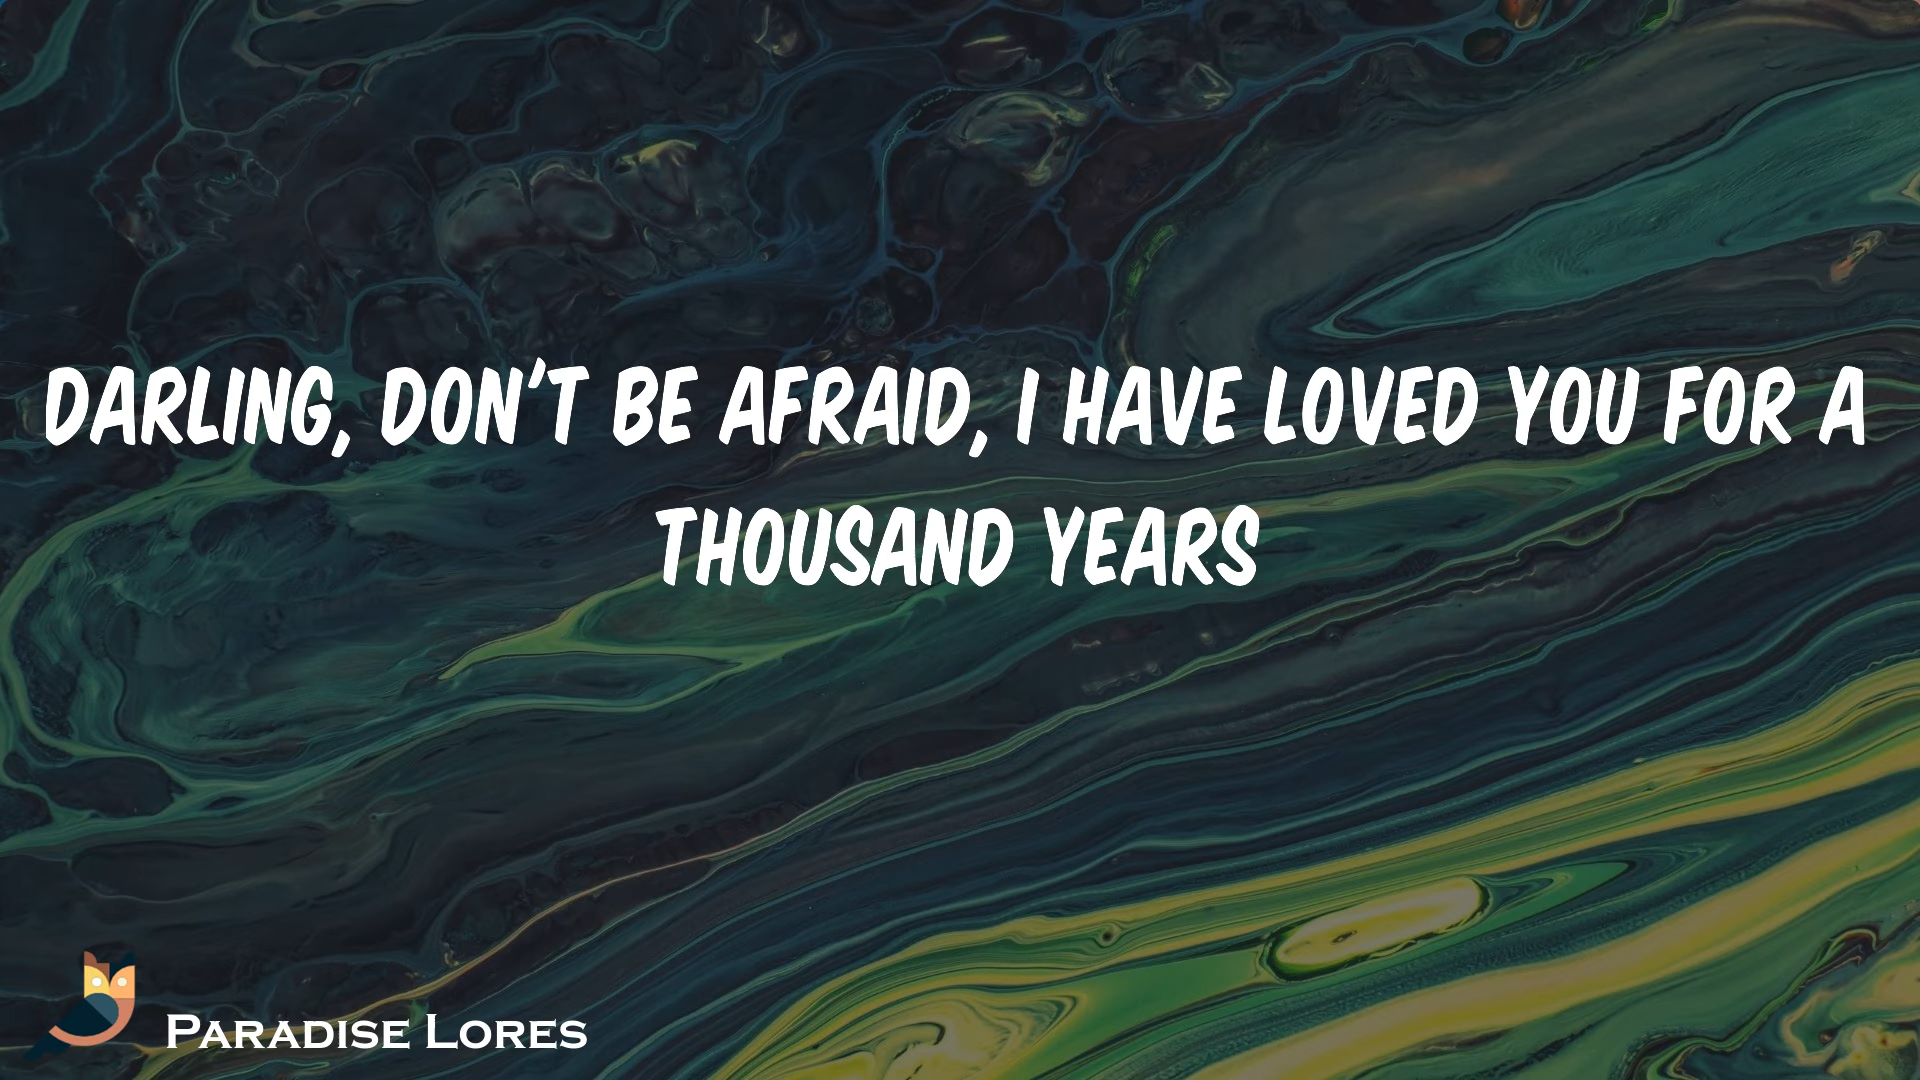 DARLING, DON'T BE AFRAID, I HAVE LOVED YOU FOR A
THOUSAND YEARS
PARADISE LORES